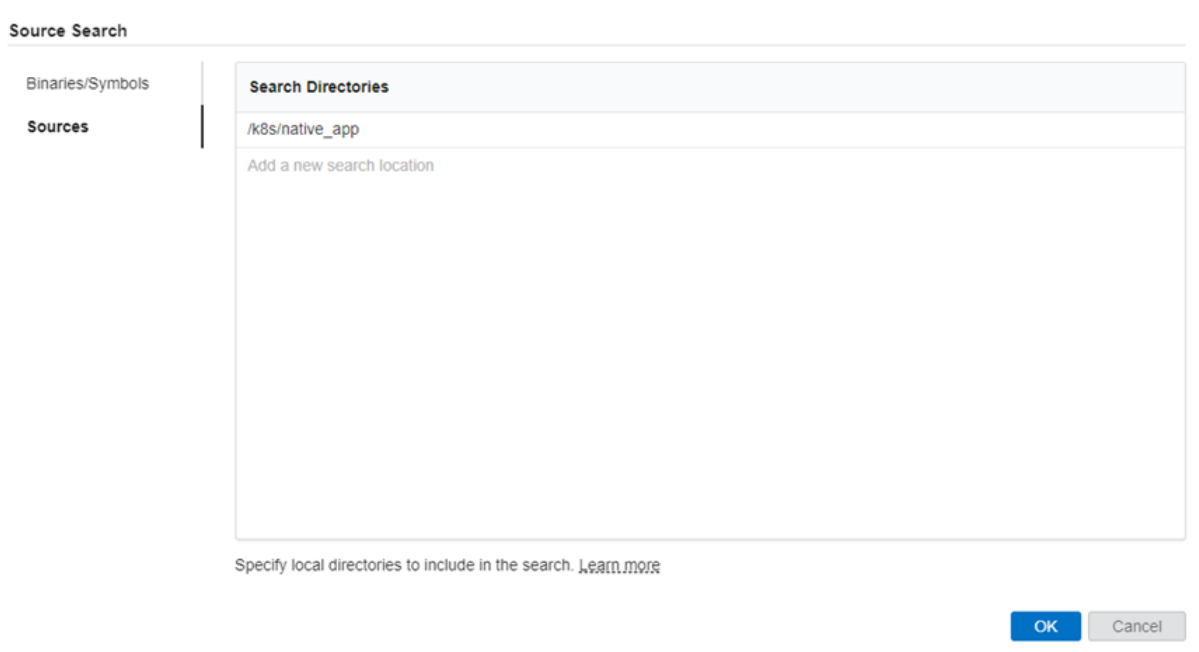 Source Search
Binaries/Symbols
Sources
Search Directories
/k8s/native_app
Add a new search location
Specify local directories to include in the search. Learn more
OK
Cancel